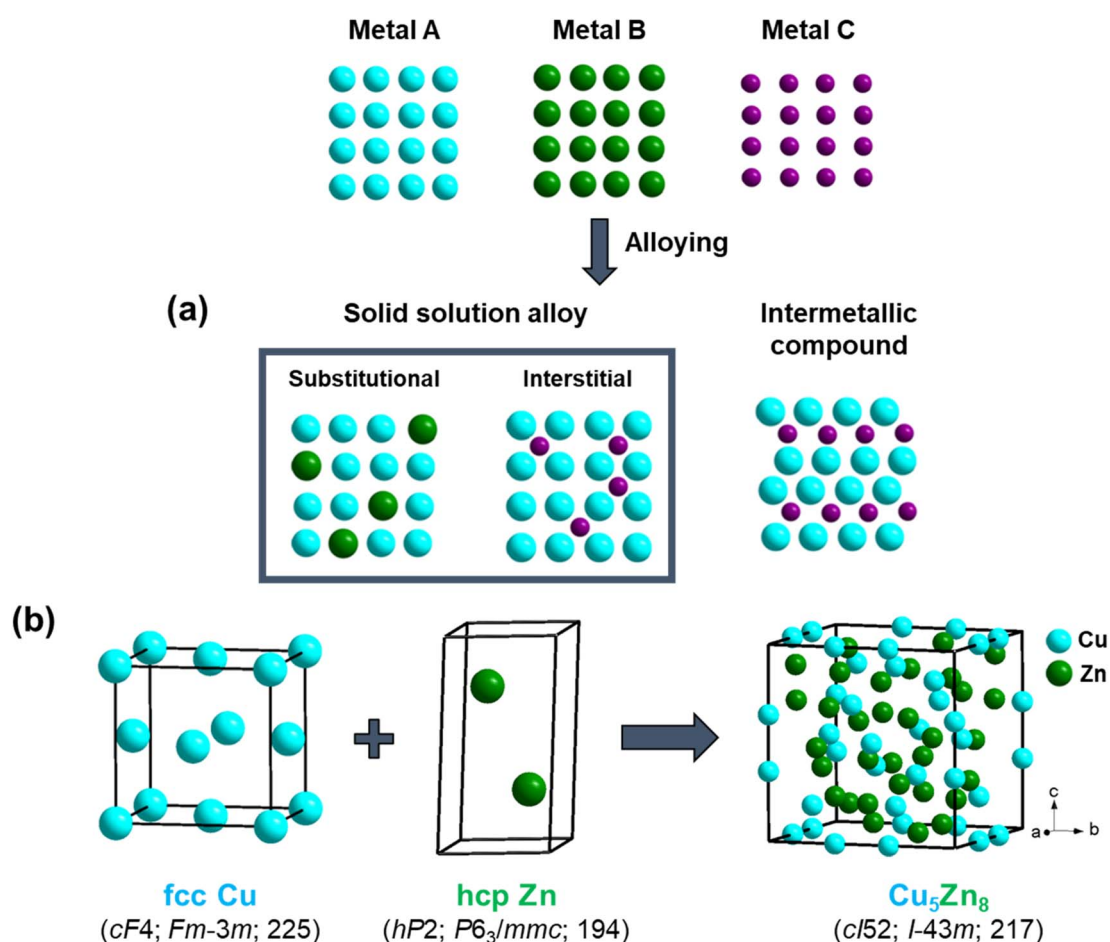 Metal A
Metal B
Metal C
Alloying
(a)
Solid solution alloy
Intermetallic
compound
Substitutional
Interstitial
(b)
Cu
Zn
c
a
b
fcc Cu
hcp Zn
Cu₅Zn₈
(cF4; Fm-3m; 225)
(hP2; P6₃/mmc; 194)
(cI52; I-43m; 217)